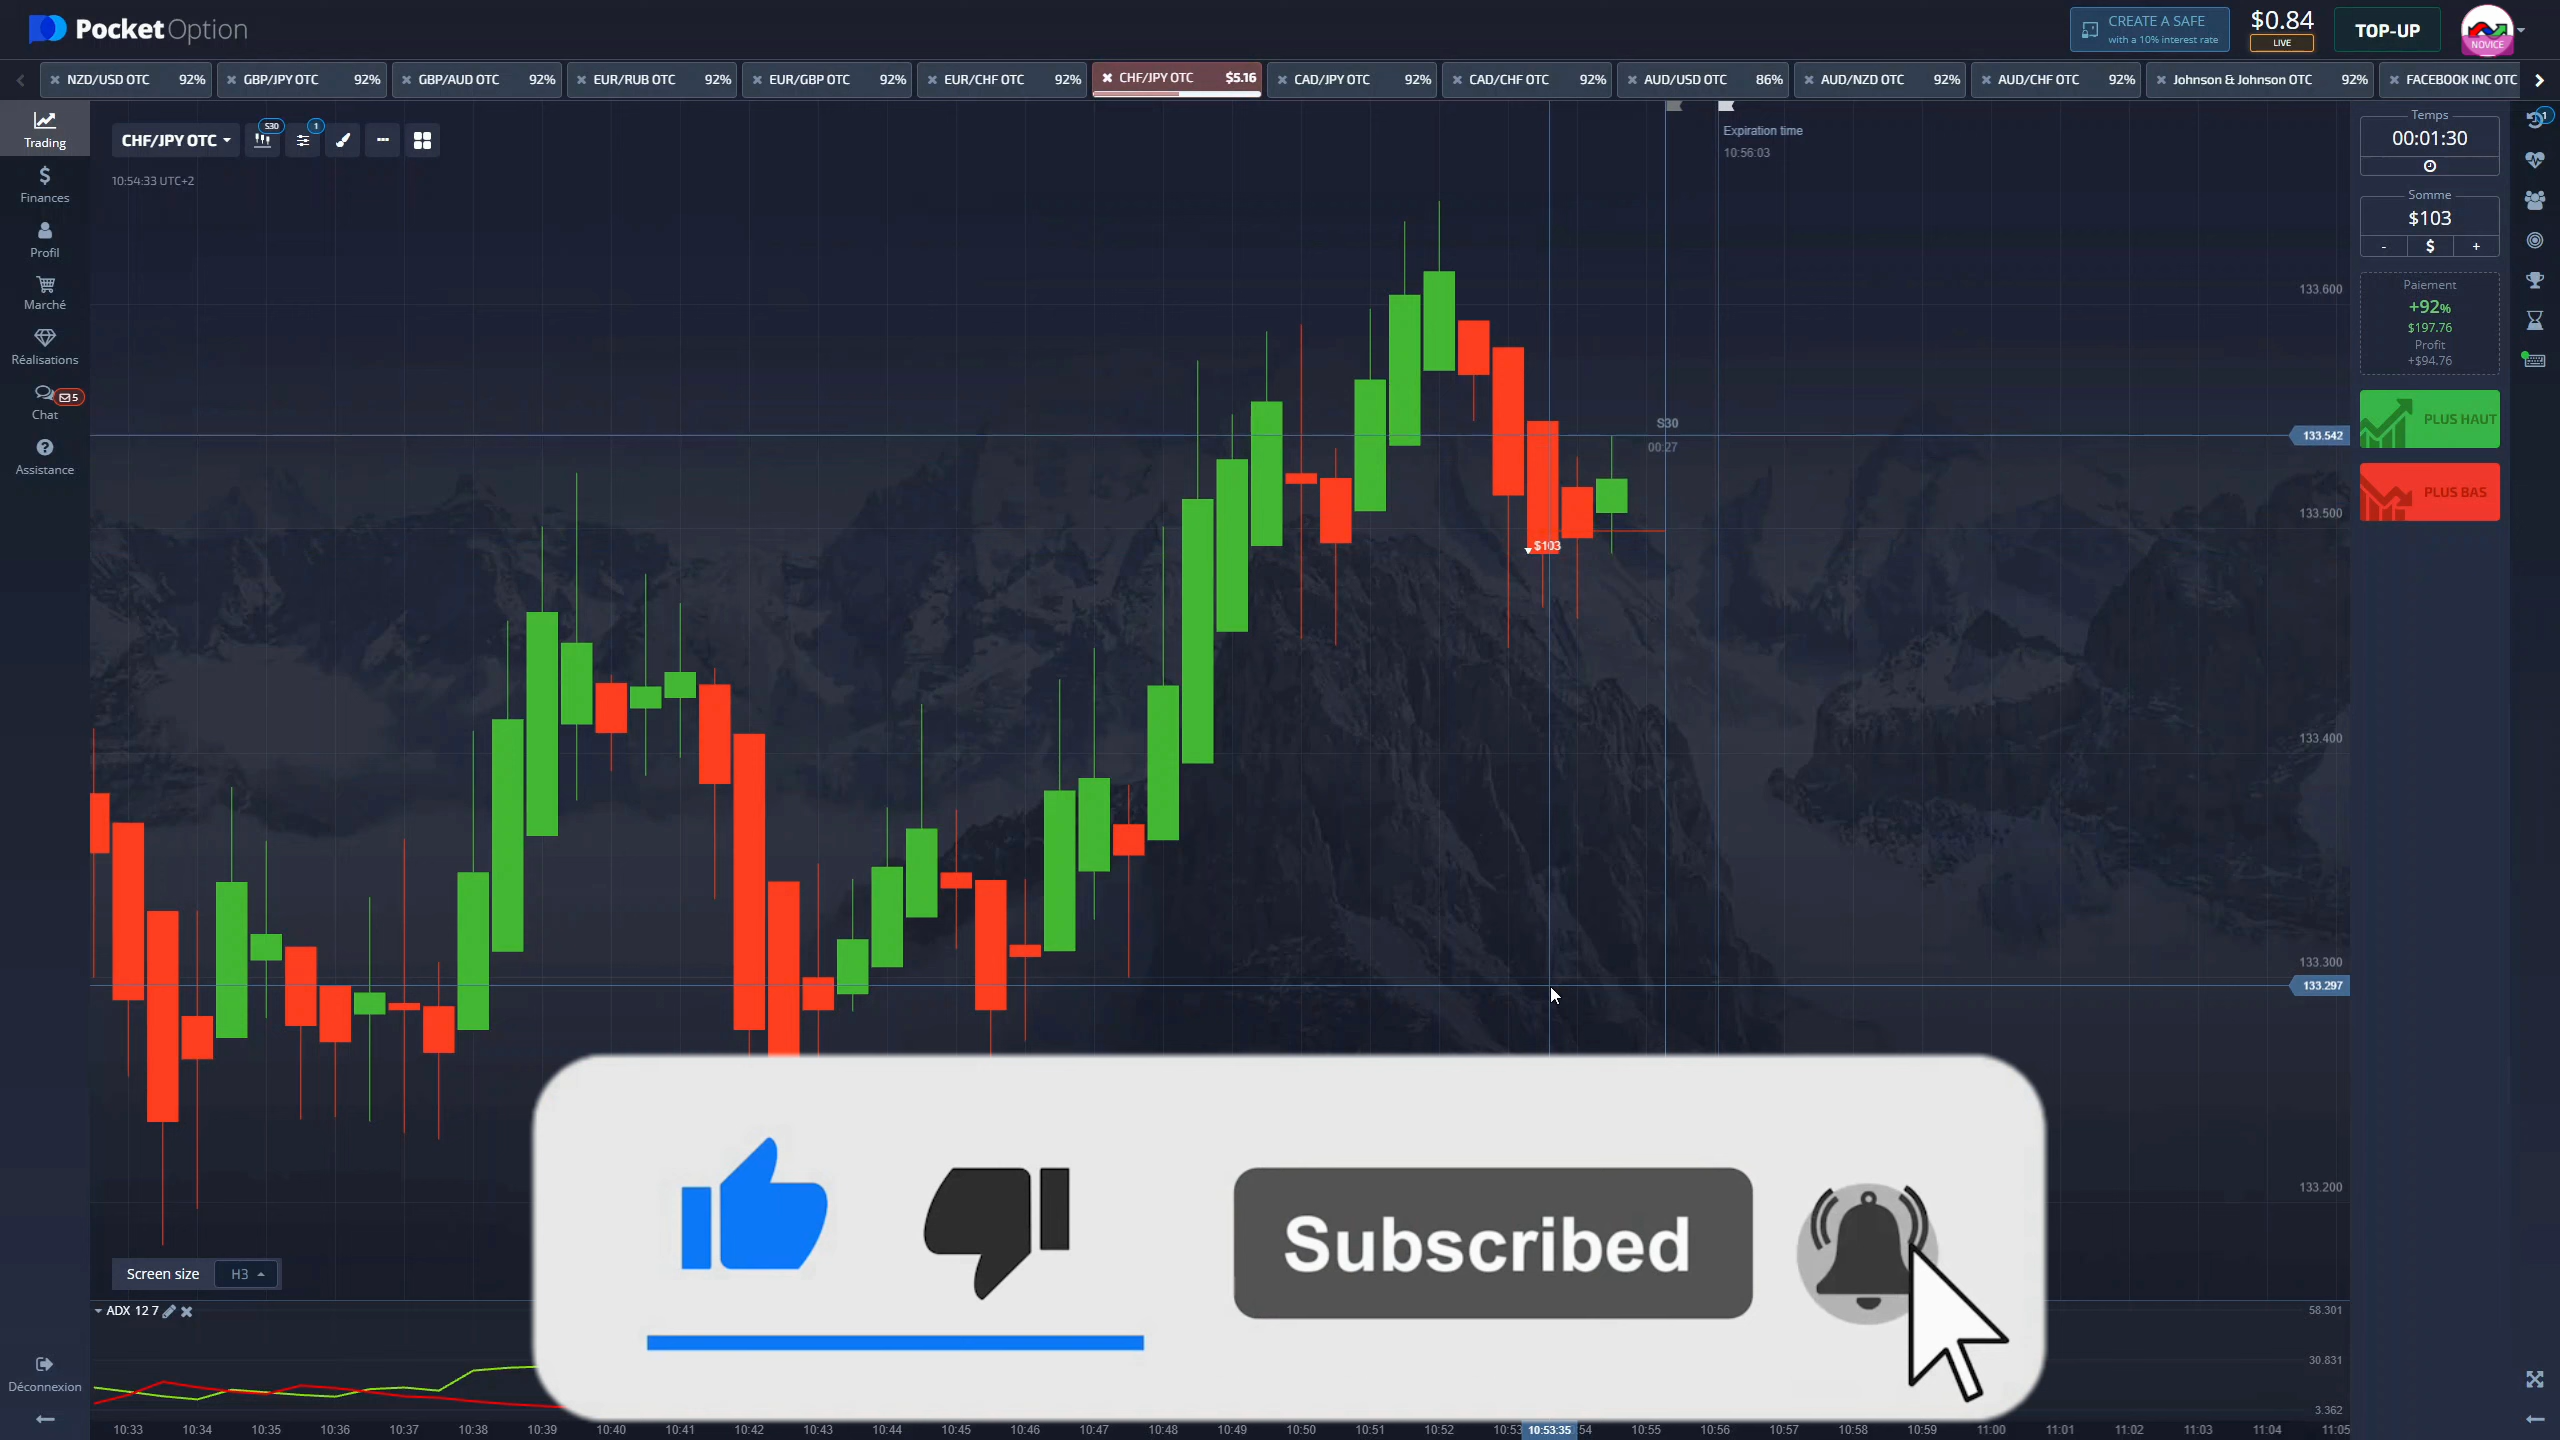 PocketOption
CREATE A SAFE
with a 10% interest rate
$0.84
LIVE
TOP-UP
NOVICE
NZD/USD OTC 92%
GBP/JPY OTC 92%
GBP/AUD OTC 92%
EUR/RUB OTC 92%
EUR/GBP OTC 92%
EUR/CHF OTC 92%
CHF/JPY OTC $5.16
CAD/JPY OTC 92%
CAD/CHF OTC 92%
AUD/USD OTC 86%
AUD/NZD OTC 92%
AUD/CHF OTC 92%
Johnson & Johnson OTC 92%
FACEBOOK INC OTC
Trading
Finances
Profil
Marché
Réalisations
Chat
5
Assistance
Déconnexion
CHF/JPY OTC
S30
1
10:54:33 UTC+2
Expiration time
10:56:03
S30
00:27
$103
133.600
133.542
133.500
133.400
133.300
133.297
133.200
Temps
00:01:30
Somme
$103
- $ +
Paiement
+92%
$197.76
Profit
+$94.76
PLUS HAUT
PLUS BAS
1
Subscribed
Screen size H3
ADX 12 7
58.301
30.831
3.362
10:33 10:34 10:35 10:36 10:37 10:38 10:39 10:40 10:41 10:42 10:43 10:44 10:45 10:46 10:47 10:48 10:49 10:50 10:51 10:52 10:53 10:53:35 54 10:55 10:56 10:57 10:58 10:59 11:00 11:01 11:02 11:03 11:04 11:05